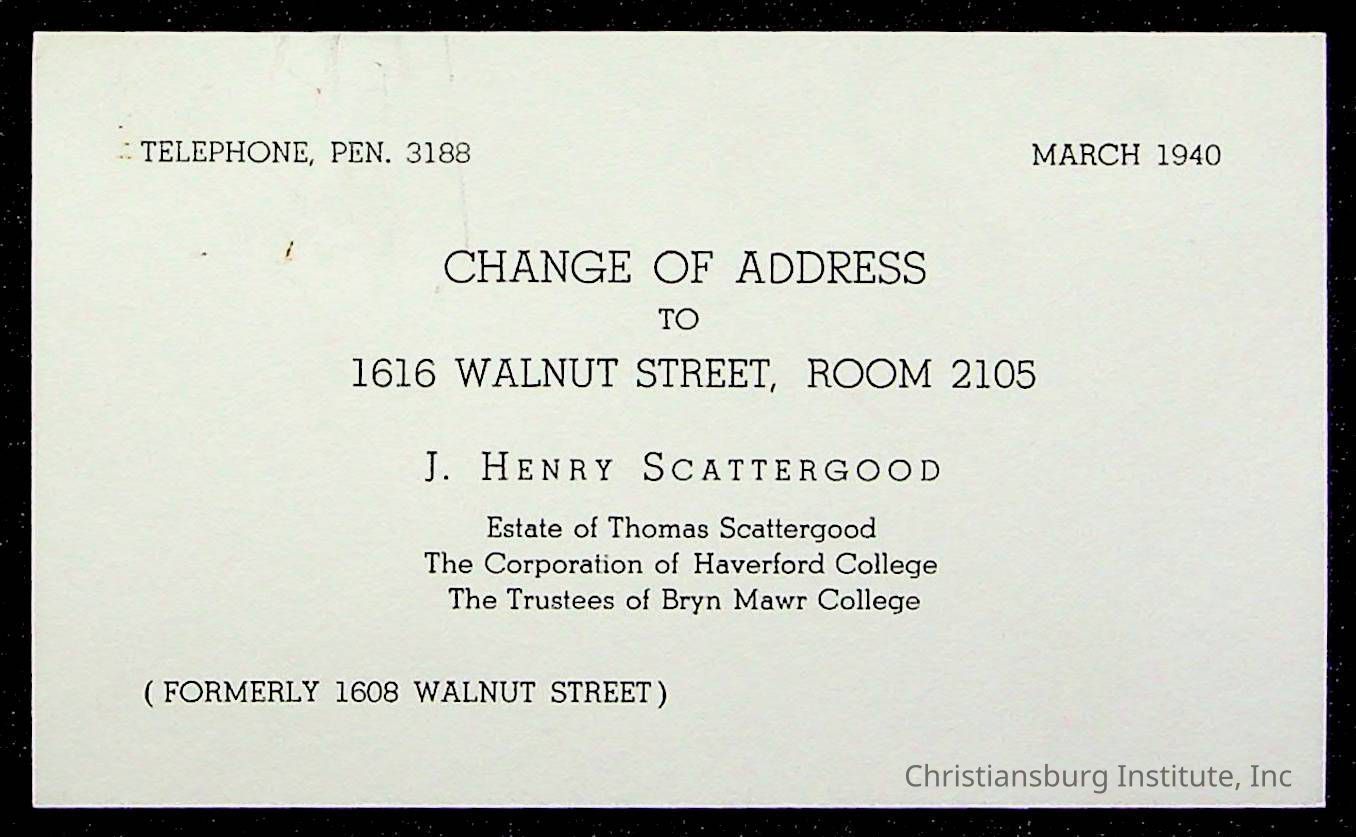 TELEPHONE, PEN. 3188
MARCH 1940
CHANGE OF ADDRESS
TO
1616 WALNUT STREET, ROOM 2105
J. HENRY SCATTERGOOD
Estate of Thomas Scattergood
The Corporation of Haverford College
The Trustees of Bryn Mawr College
( FORMERLY 1608 WALNUT STREET )
Christiansburg Institute, Inc